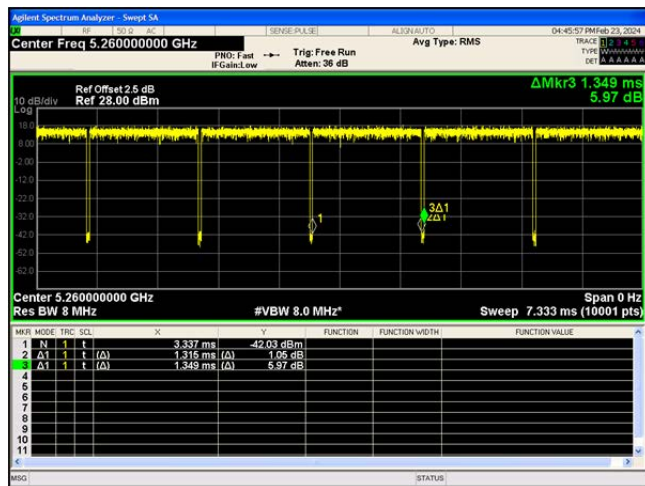 Agilent Spectrum Analyzer - Swept SA
RF 50 Ω AC SENSE:PULSE ALIGN AUTO 04:45:57 PM Feb 23, 2024
Center Freq 5.260000000 GHz Avg Type: RMS TRACE 1 2 3 4 5 6
PNO: Fast Trig: Free Run TYPE
IFGain:Low Atten: 36 dB DET A A A A A A
ΔMkr3 1.349 ms
5.97 dB
Ref Offset 2.5 dB
10 dB/div Ref 28.00 dBm
Log
18.0
8.00
-2.00
-12.0
-22.0
-32.0
-42.0
-52.0
-62.0
1
3Δ1
2Δ1
Center 5.260000000 GHz Span 0 Hz
Res BW 8 MHz #VBW 8.0 MHz* Sweep 7.333 ms (10001 pts)
MKR MODE TRC SCL X Y FUNCTION FUNCTION WIDTH FUNCTION VALUE
1 N 1 t 3.337 ms -42.03 dBm
2 Δ1 1 t (Δ) 1.315 ms (Δ) 1.05 dB
3 Δ1 1 t (Δ) 1.349 ms (Δ) 5.97 dB
4
5
6
7
8
9
10
11
MSG STATUS